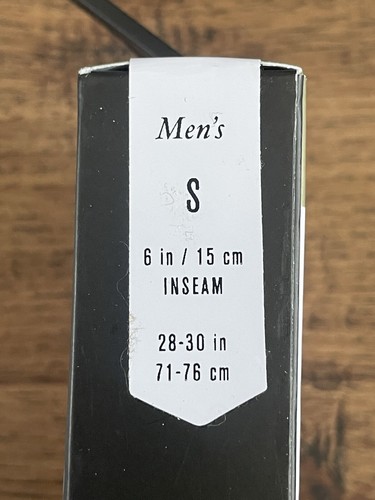 Men's
S
6 in / 15 cm
INSEAM
28-30 in
71-76 cm